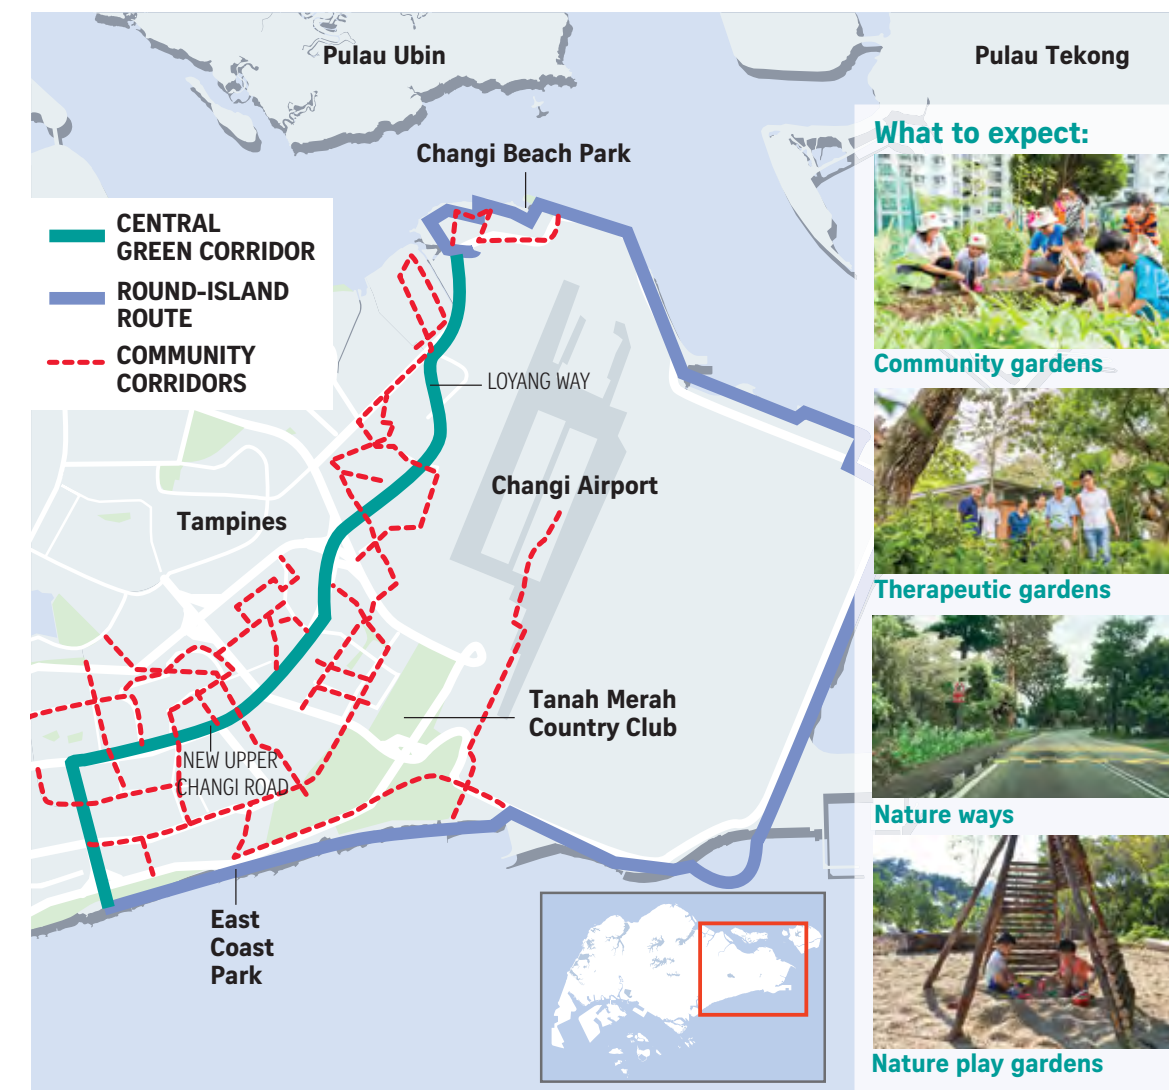 Pulau Ubin
Pulau Tekong
Changi Beach Park
CENTRAL
GREEN CORRIDOR
ROUND-ISLAND
ROUTE
COMMUNITY
CORRIDORS
LOYANG WAY
Changi Airport
Tampines
Tanah Merah
Country Club
NEW UPPER
CHANGI ROAD
East
Coast
Park
What to expect:
Community gardens
Therapeutic gardens
Nature ways
Nature play gardens